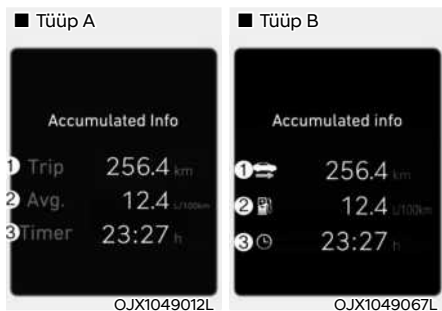 ■ Tüüp A
Accumulated Info
1 Trip 256.4 km
2 Avg. 12.4 L/100km
3 Timer 23:27 h
OJX1049012L
■ Tüüp B
Accumulated info
1 256.4 km
2 12.4 L/100km
3 23:27 h
OJX1049067L